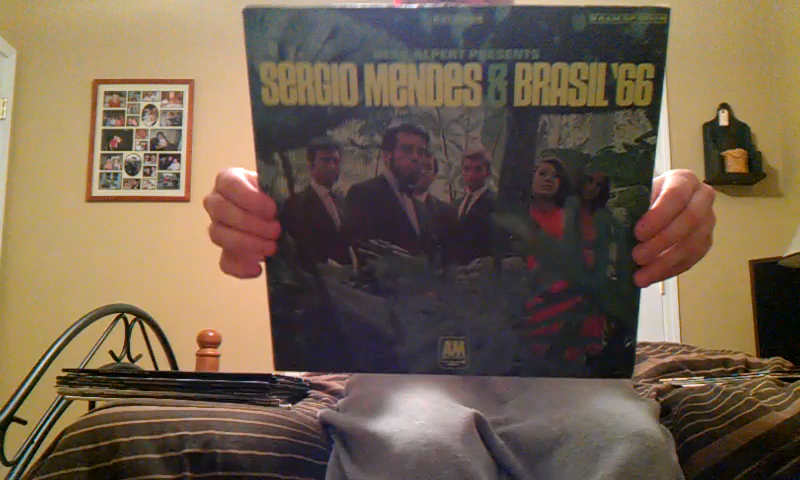 HERB ALPERT PRESENTS
SERGIO MENDES & BRASIL '66
A&M